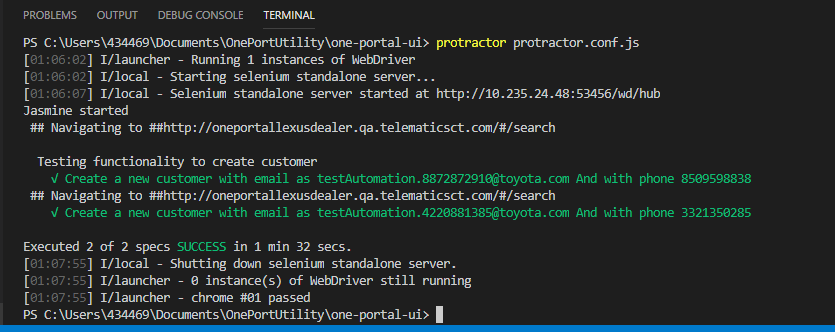 PROBLEMS OUTPUT DEBUG CONSOLE TERMINAL
PS C:\Users\434469\Documents\OnePortUtility\one-portal-ui> protractor protractor.conf.js
[01:06:02] I/launcher - Running 1 instances of WebDriver
[01:06:02] I/local - Starting selenium standalone server...
[01:06:07] I/local - Selenium standalone server started at http://10.235.24.48:53456/wd/hub
Jasmine started
## Navigating to ##http://oneportallexusdealer.qa.telematicsct.com/#/search
Testing functionality to create customer
√ Create a new customer with email as testAutomation.8872872910@toyota.com And with phone 8509598838
## Navigating to ##http://oneportallexusdealer.qa.telematicsct.com/#/search
√ Create a new customer with email as testAutomation.4220881385@toyota.com And with phone 3321350285
Executed 2 of 2 specs SUCCESS in 1 min 32 secs.
[01:07:55] I/local - Shutting down selenium standalone server.
[01:07:55] I/launcher - 0 instance(s) of WebDriver still running
[01:07:55] I/launcher - chrome #01 passed
PS C:\Users\434469\Documents\OnePortUtility\one-portal-ui>